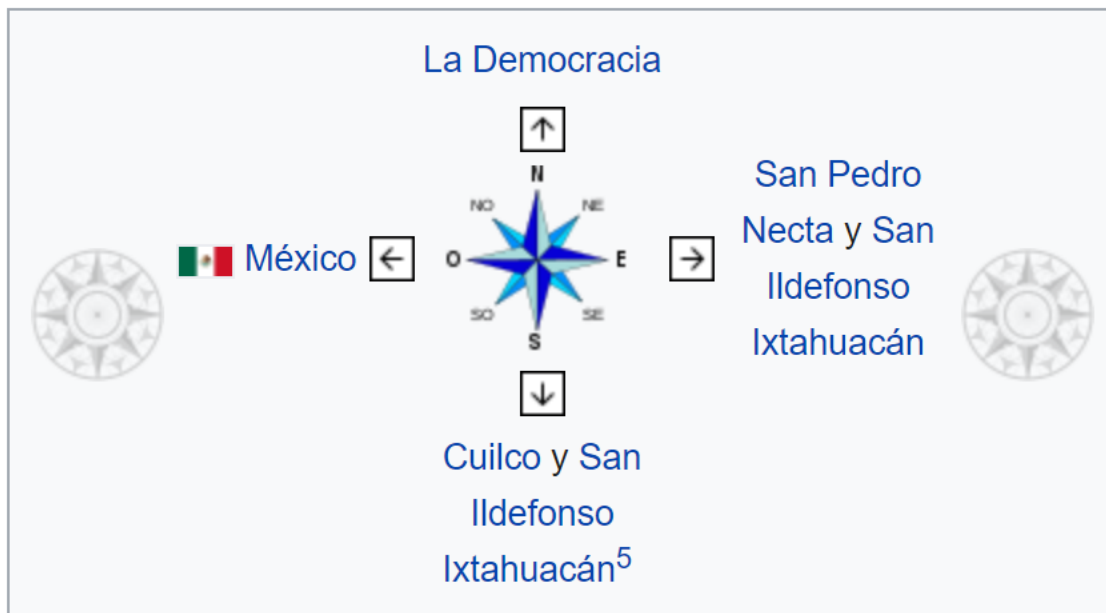 La Democracia
↑
N
NO NE
México ← O E → San Pedro
Necta y San
Ildefonso
Ixtahuacán
SO SE
S
↓
Cuilco y San
Ildefonso
Ixtahuacán5